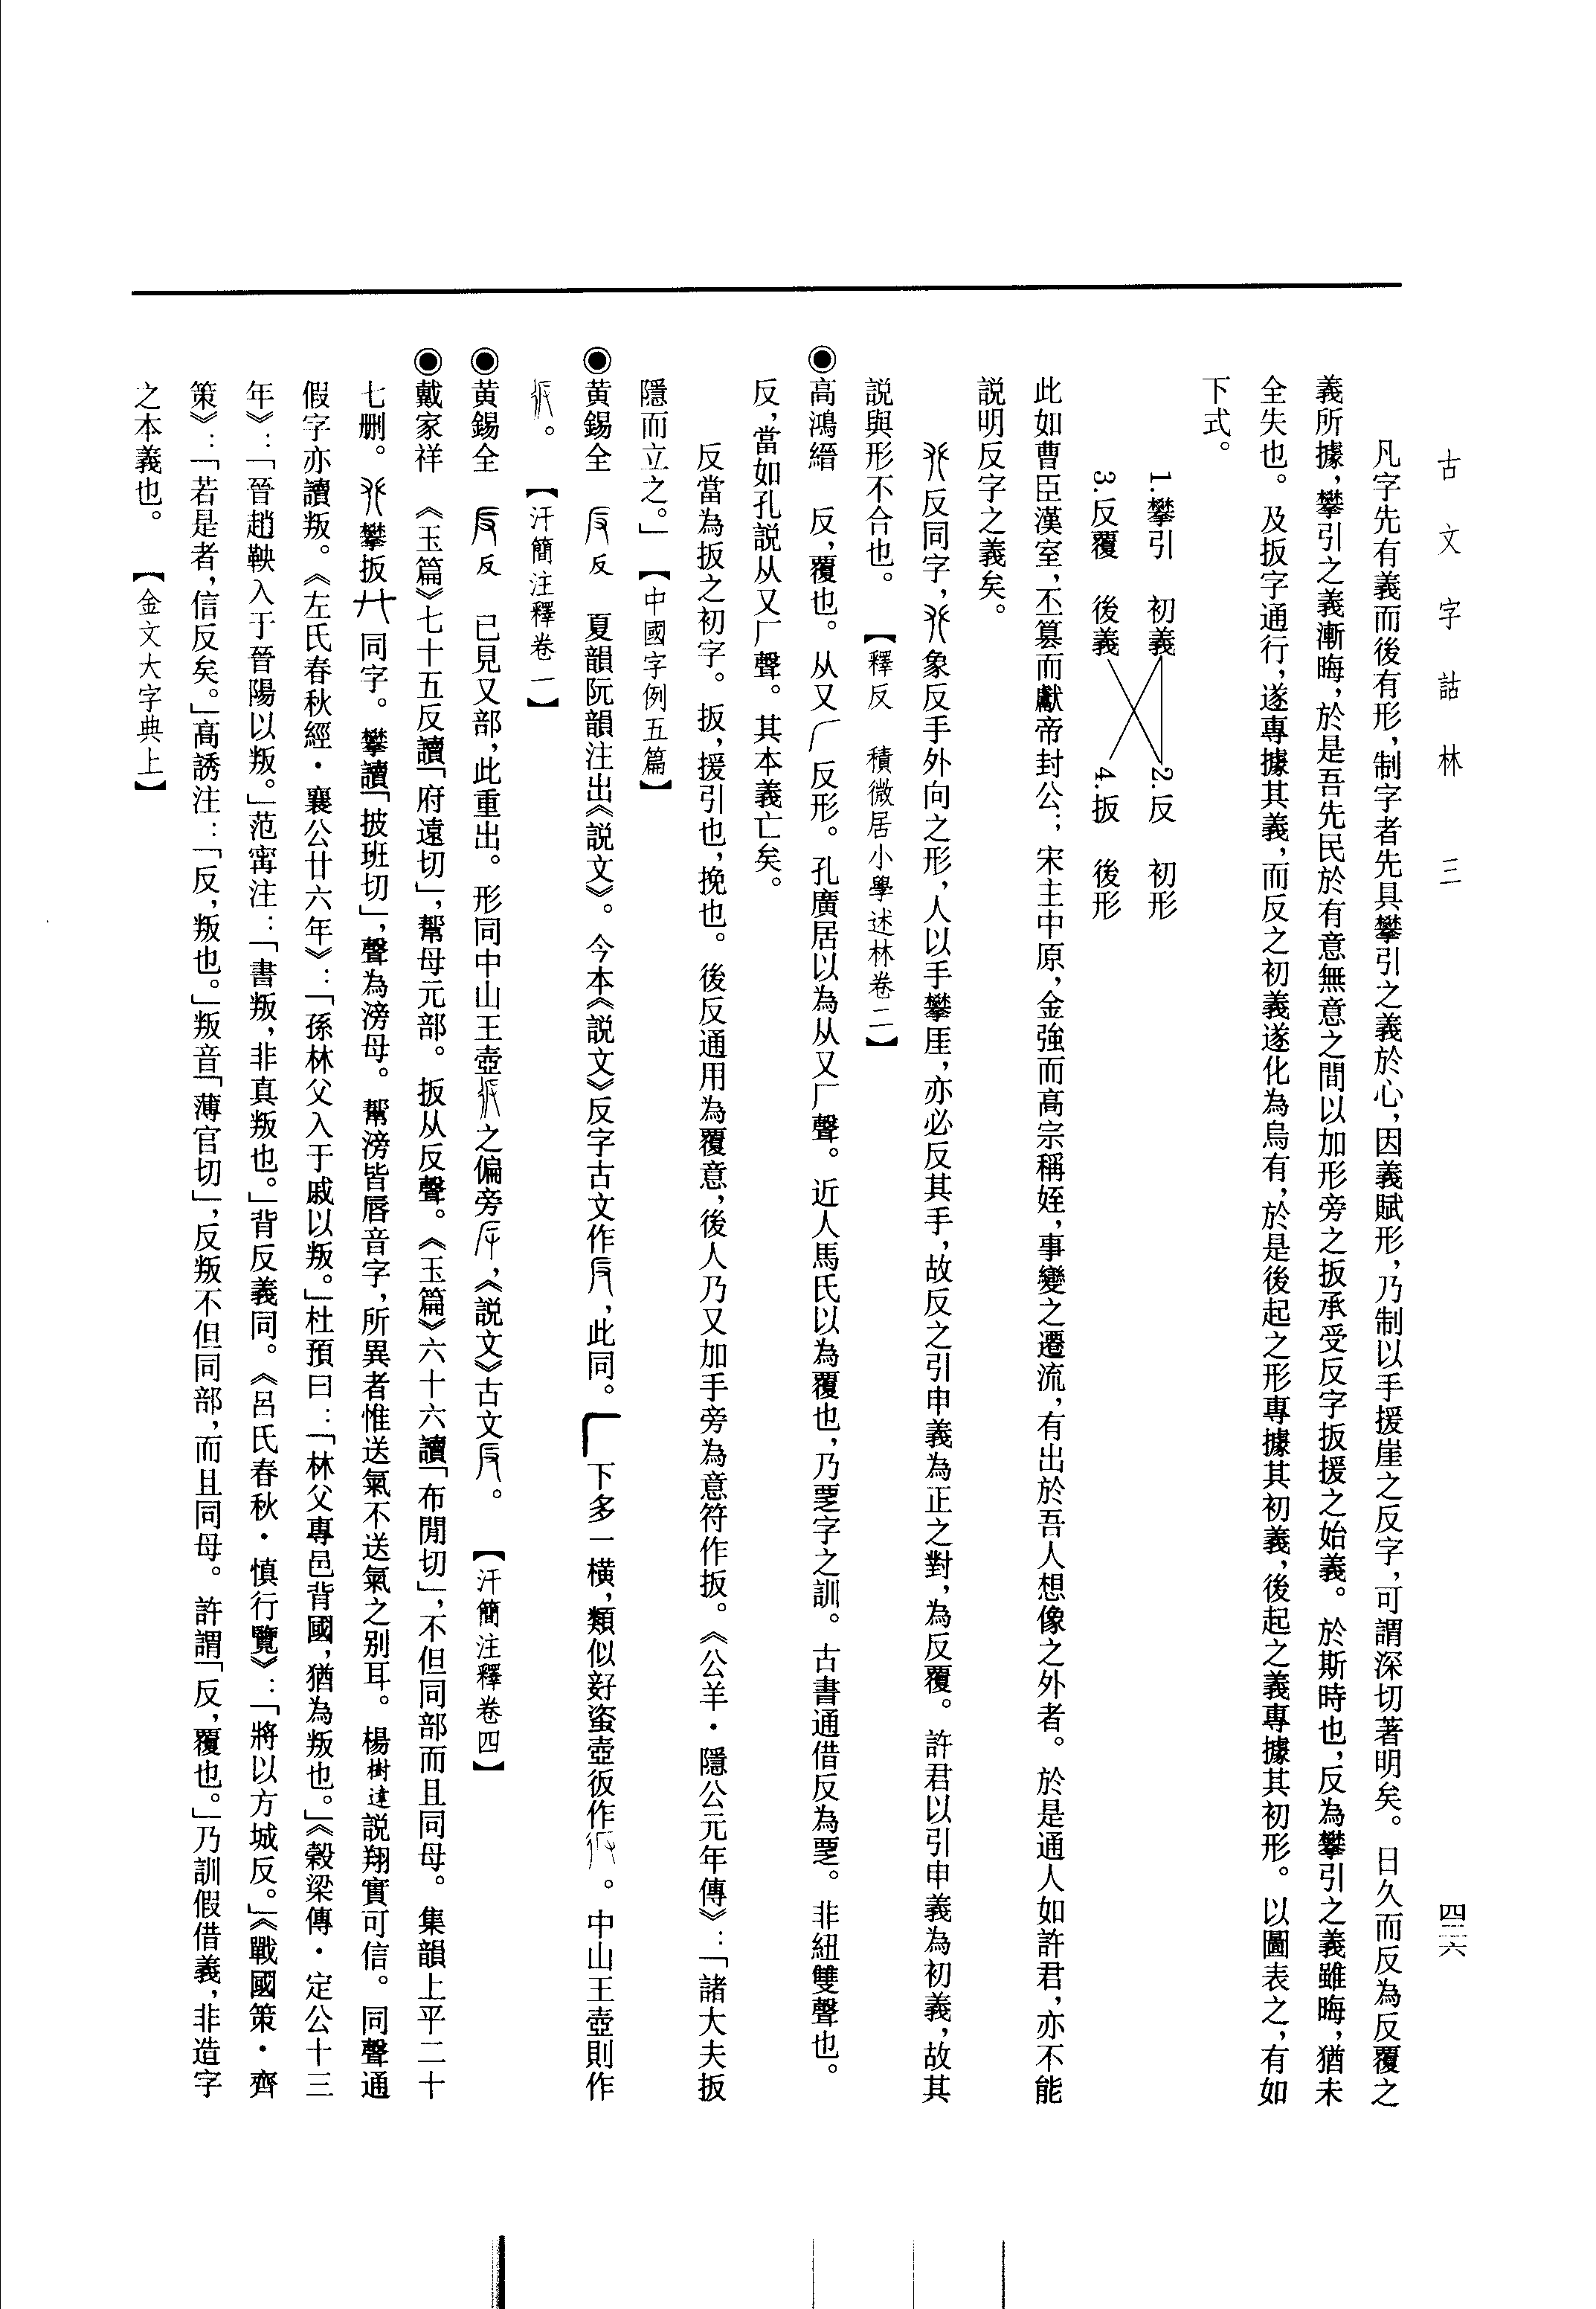 古文字詁林 三
四三六
凡字先有義而後有形，制字者先具攀引之義於心，因義賦形，乃制以手援崖之反字，可謂深切著明矣。日久而反為反覆之
義所據，攀引之義漸晦，於是吾先民於有意無意之間以加形旁之扳承受反字扳援之始義。於斯時也，反為攀引之義雖晦，猶未
全失也。及扳字通行，遂專據其義，而反之初義遂化為烏有，於是後起之形專據其初義，後起之義專據其初形。以圖表之，有如
下式。
1.攀引 初義 2.反 初形
3.反覆 後義 4.扳 後形
此如曹臣漢室，丕篡而獻帝封公；宋主中原，金強而高宗稱姪，事變之遷流，有出於吾人想像之外者。於是通人如許君，亦不能
說明反字之義矣。
𠬜反同字，𠬜象反手外向之形，人以手攀厓，亦必反其手，故反之引申義為正之對，為反覆。許君以引申義為初義，故其
説與形不合也。【釋反 積微居小學述林卷二】
◉高鴻縉 反，覆也。从又厂反形。孔廣居以為从又厂聲。近人馬氏以為覆也，乃覂字之訓。古書通借反為覂。非紐雙聲也。
反，當如孔説从又厂聲。其本義亡矣。
反當為扳之初字。扳，援引也，挽也。後反通用為覆意，後人乃又加手旁為意符作扳。《公羊·隱公元年傳》：「諸大夫扳
隱而立之。」【中國字例五篇】
◉黄錫全 反 夏韻阮韻注出《説文》。今本《説文》反字古文作，此同。厂下多一横，類似𧊒壺彶作。中山王壺則作
。【汗簡注釋卷一】
◉黄錫全 反 已見又部，此重出。形同中山王壺之偏旁，《説文》古文。【汗簡注釋卷四】
◉戴家祥 《玉篇》七十五反讀「府遠切」，幫母元部。扳从反聲。《玉篇》六十六讀「布閒切」，不但同部而且同母。集韻上平二十
七删。𠬜攀扳同字。攀讀「披班切」，聲為滂母。幫滂皆唇音字，所異者惟送氣不送氣之别耳。楊樹達説翔實可信。同聲通
假字亦讀叛。《左氏春秋經·襄公廿六年》：「孫林父入于戚以叛。」杜預曰：「林父專邑背國，猶為叛也。」《穀梁傳·定公十三
年》：「晉趙鞅入于晉陽以叛。」范甯注：「書叛，非真叛也。」背反義同。《呂氏春秋·慎行覽》：「將以方城反。」《戰國策·齊
策》：「若是者，信反矣。」高誘注：「反，叛也。」叛音「薄官切」，反叛不但同部，而且同母。許謂「反，覆也。」乃訓假借義，非造字
之本義也。【金文大字典上】